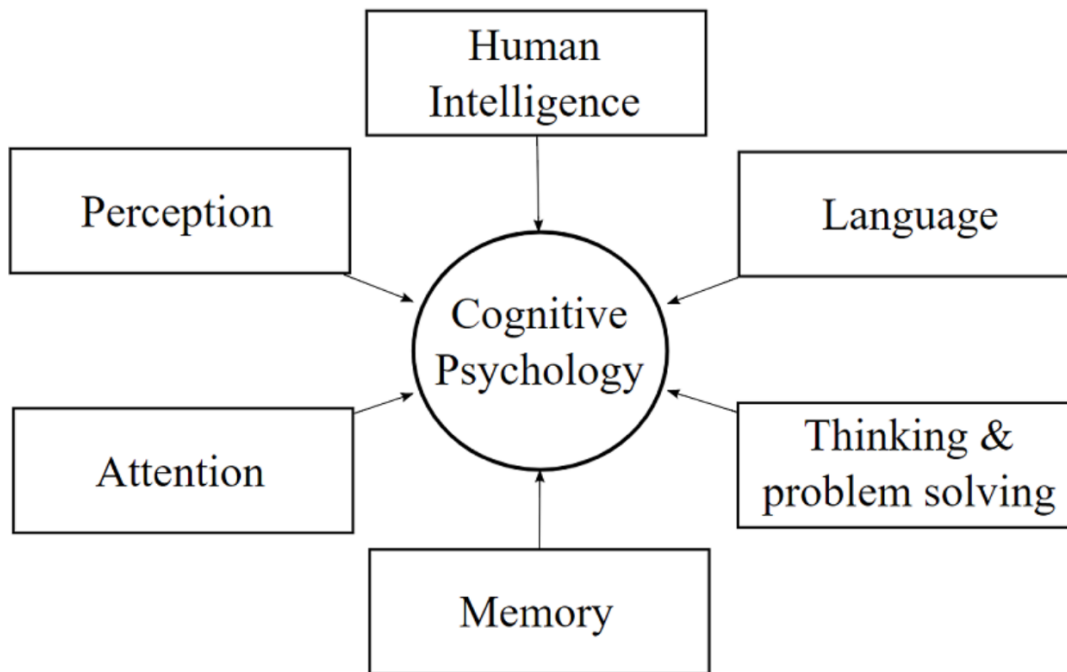 Human
Intelligence
Perception
Language
Cognitive
Psychology
Attention
Thinking &
problem solving
Memory